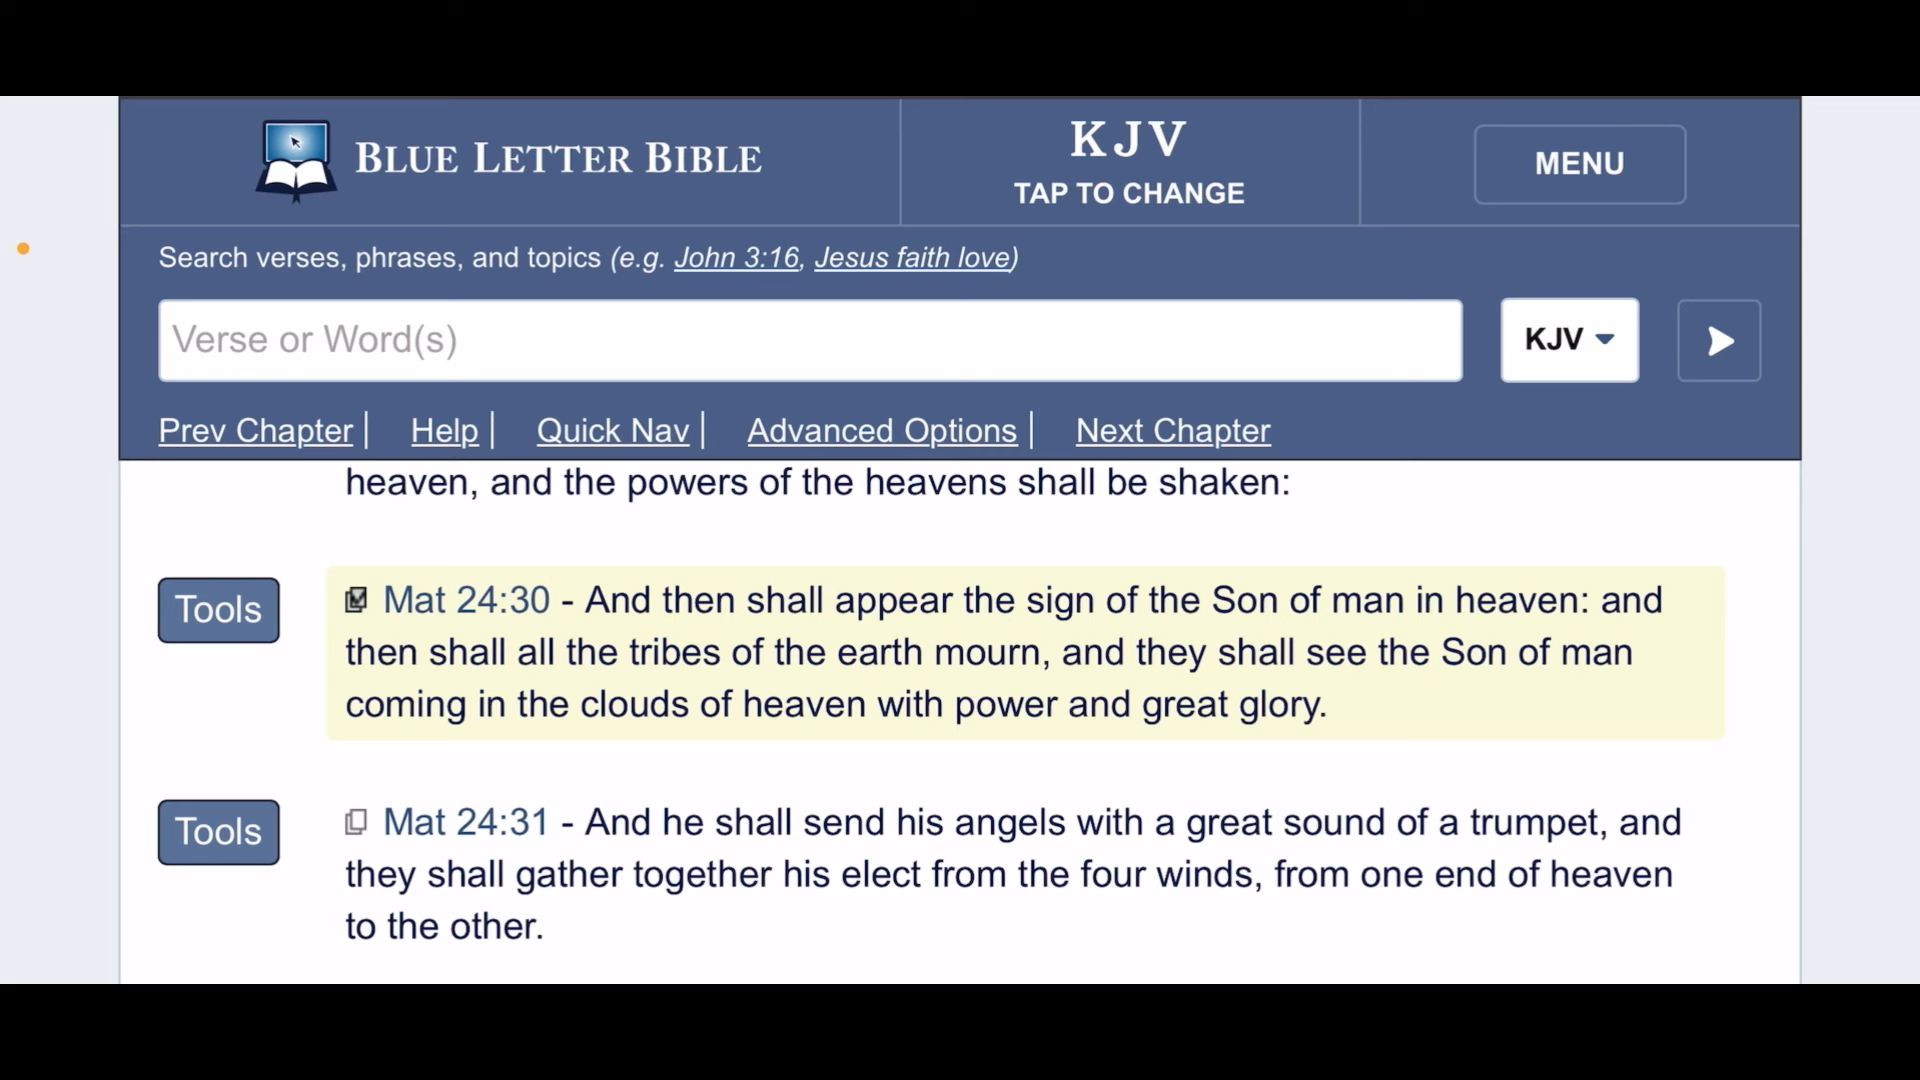 BLUE LETTER BIBLE
KJV
TAP TO CHANGE
MENU
Search verses, phrases, and topics (e.g. John 3:16, Jesus faith love)
Verse or Word(s)
KJV
Prev Chapter | Help | Quick Nav | Advanced Options | Next Chapter
heaven, and the powers of the heavens shall be shaken:
Tools
Mat 24:30 - And then shall appear the sign of the Son of man in heaven: and
then shall all the tribes of the earth mourn, and they shall see the Son of man
coming in the clouds of heaven with power and great glory.
Tools
Mat 24:31 - And he shall send his angels with a great sound of a trumpet, and
they shall gather together his elect from the four winds, from one end of heaven
to the other.